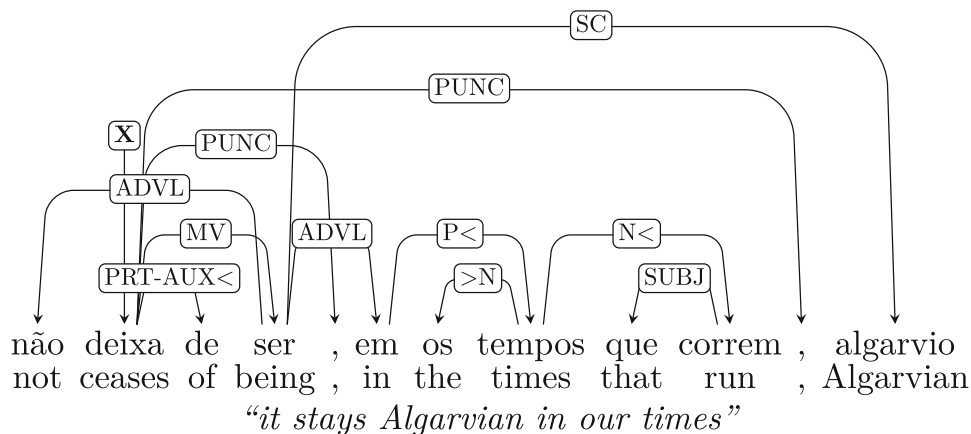 SC
PUNC
X
PUNC
ADVL
MV ADVL P< N<
PRT-AUX< >N SUBJ
não deixa de ser , em os tempos que correm , algarvio
not ceases of being , in the times that run , Algarvian
“it stays Algarvian in our times”